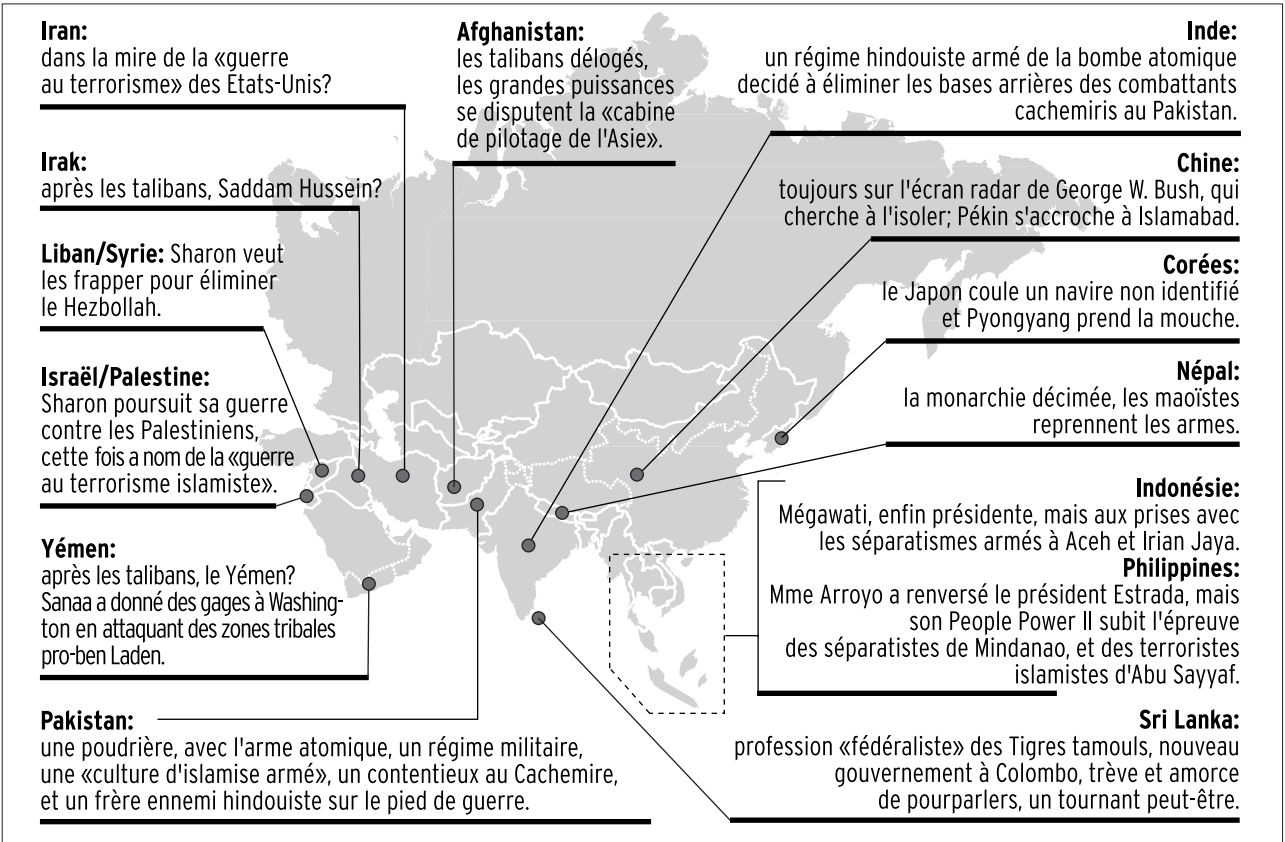 Iran:
dans la mire de la «guerre
au terrorisme» des Etats-Unis?
Irak:
après les talibans, Saddam Hussein?
Liban/Syrie: Sharon veut
les frapper pour éliminer
le Hezbollah.
Israël/Palestine:
Sharon poursuit sa guerre
contre les Palestiniens,
cette fois a nom de la «guerre
au terrorisme islamiste».
Yémen:
après les talibans, le Yémen?
Sanaa a donné des gages à Washing-
ton en attaquant des zones tribales
pro-ben Laden.
Pakistan:
une poudrière, avec l'arme atomique, un régime militaire,
une «culture d'islamise armé», un contentieux au Cachemire,
et un frère ennemi hindouiste sur le pied de guerre.
Afghanistan:
les talibans délogés,
les grandes puissances
se disputent la «cabine
de pilotage de l'Asie».
Inde:
un régime hindouiste armé de la bombe atomique
decidé à éliminer les bases arrières des combattants
cachemiris au Pakistan.
Chine:
toujours sur l'écran radar de George W. Bush, qui
cherche à l'isoler; Pékin s'accroche à Islamabad.
Corées:
le Japon coule un navire non identifié
et Pyongyang prend la mouche.
Népal:
la monarchie décimée, les maoïstes
reprennent les armes.
Indonésie:
Mégawati, enfin présidente, mais aux prises avec
les séparatismes armés à Aceh et Irian Jaya.
Philippines:
Mme Arroyo a renversé le président Estrada, mais
son People Power II subit l'épreuve
des séparatistes de Mindanao, et des terroristes
islamistes d'Abu Sayyaf.
Sri Lanka:
profession «fédéraliste» des Tigres tamouls, nouveau
gouvernement à Colombo, trève et amorce
de pourparlers, un tournant peut-être.